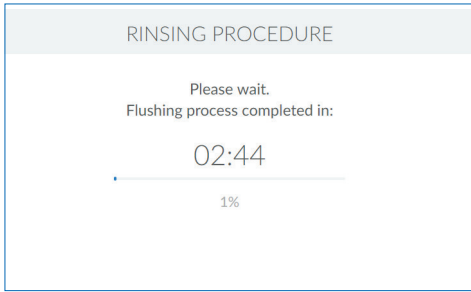 RINSING PROCEDURE
Please wait.
Flushing process completed in:
02:44
1%